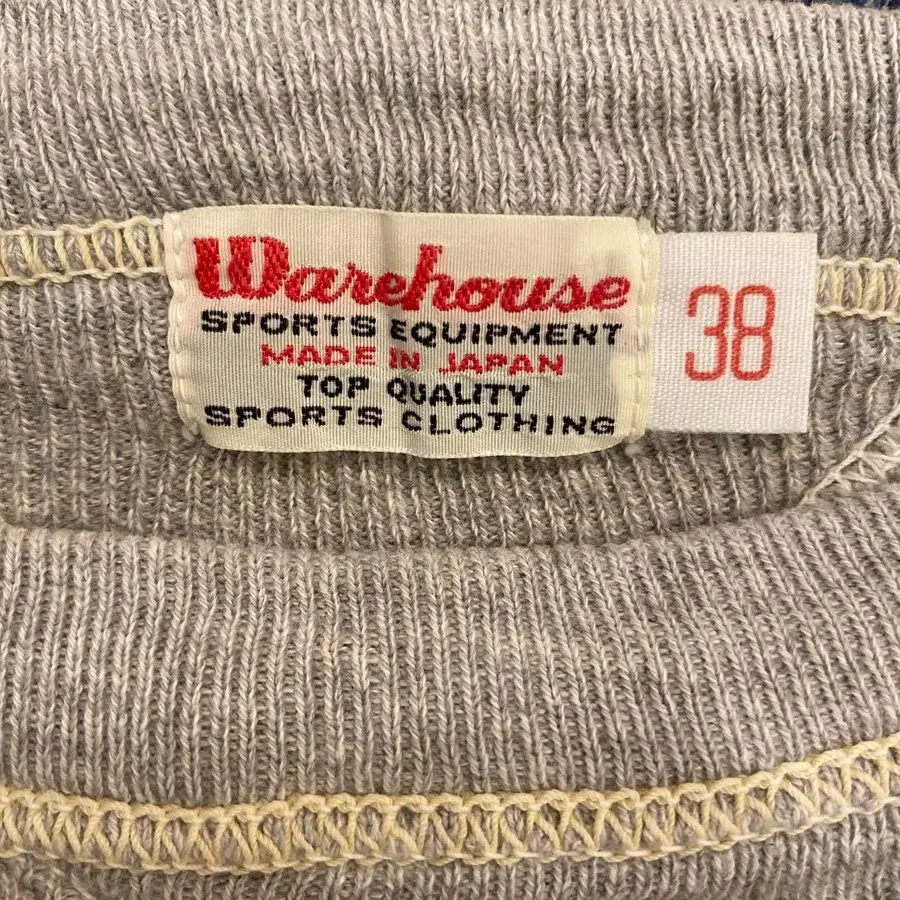 Warehouse
SPORTS EQUIPMENT
MADE IN JAPAN
TOP QUALITY
SPORTS CLOTHING
38